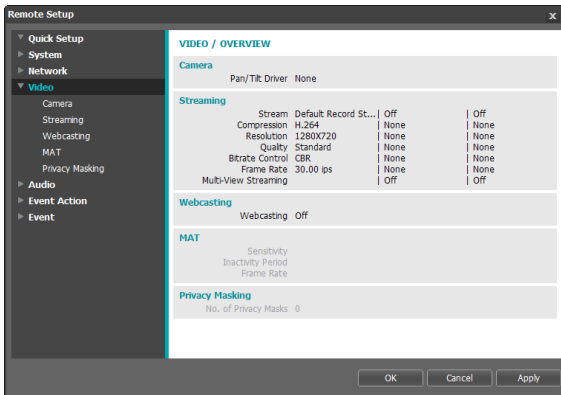 Remote Setup x
Quick Setup
System
Network
Video
Camera
Streaming
Webcasting
MAT
Privacy Masking
Audio
Event Action
Event
VIDEO / OVERVIEW
Camera
Pan/Tilt Driver None
Streaming
Stream Default Record St...| Off | Off
Compression H.264 | None | None
Resolution 1280X720 | None | None
Quality Standard | None | None
Bitrate Control CBR | None | None
Frame Rate 30.00 ips | None | None
Multi-View Streaming | Off | Off
Webcasting
Webcasting Off
MAT
Sensitivity
Inactivity Period
Frame Rate
Privacy Masking
No. of Privacy Masks 0
OK Cancel Apply